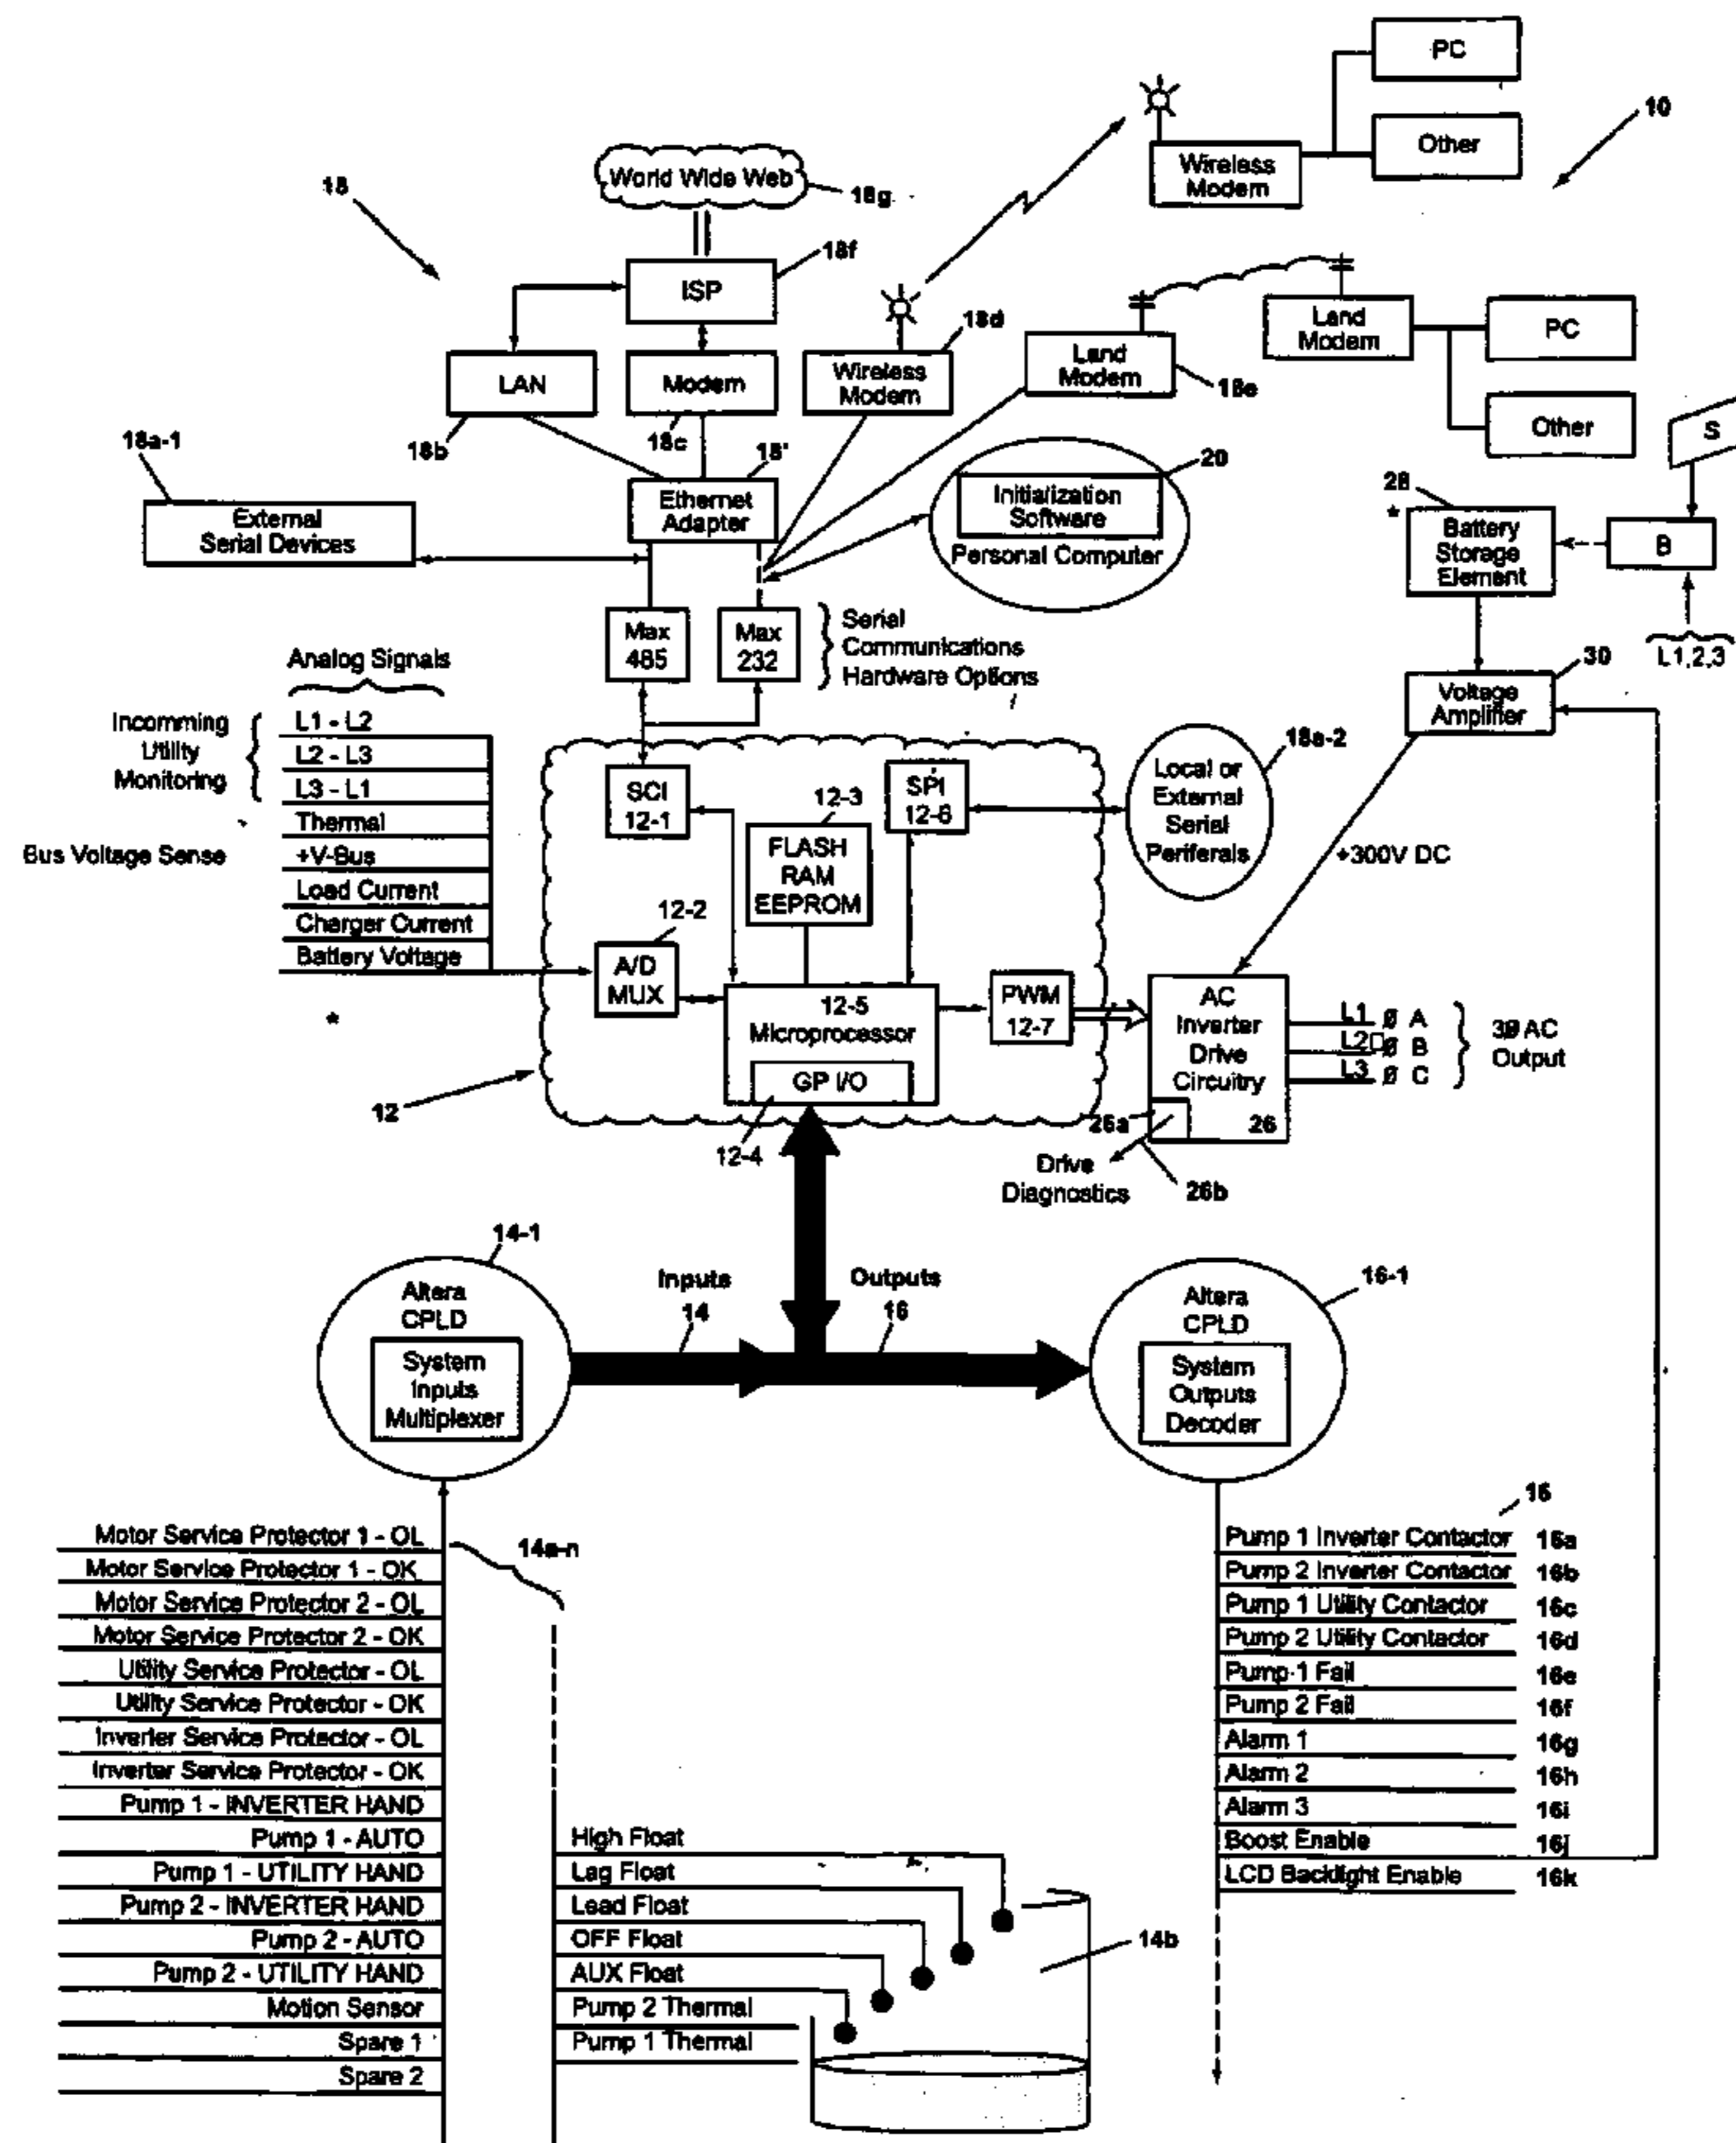 PC
10
Other
Wireless
Modem
World Wide Web
18g
18
18f
ISP
18d
Land
Modem
PC
LAN
Modem
Wireless
Modem
Land
Modem
18e
Other
S
18a-1
18b
18c
18'
20
28
External
Serial Devices
Ethernet
Adapter
Initialization
Software
Personal Computer
*
Battery
Storage
Element
B
Max
485
Max
232
Serial
Communications
Hardware Options
L1,2,3
30
Voltage
Amplifier
Analog Signals
Incomming
Utility
Monitoring
L1 - L2
L2 - L3
L3 - L1
Thermal
Bus Voltage Sense
+V-Bus
Load Current
Charger Current
Battery Voltage
*
SCI
12-1
12-3
FLASH
RAM
EEPROM
SPI
12-6
18a-2
Local or
External
Serial
Periferals
+300V DC
12-2
A/D
MUX
12-5
Microprocessor
GP I/O
PWM
12-7
AC
Inverter
Drive
Circuitry
26a
26
L1 Ø A
L2□Ø B
L3 Ø C
3Ø AC
Output
12
12-4
Drive
Diagnostics
26b
14-1
Altera
CPLD
System
Inputs
Multiplexer
Inputs
14
Outputs
16
16-1
Altera
CPLD
System
Outputs
Decoder
Motor Service Protector 1 - OL
Motor Service Protector 1 - OK
Motor Service Protector 2 - OL
Motor Service Protector 2 - OK
Utility Service Protector - OL
Utility Service Protector - OK
Inverter Service Protector - OL
Inverter Service Protector - OK
Pump 1 - INVERTER HAND
Pump 1 - AUTO
Pump 1 - UTILITY HAND
Pump 2 - INVERTER HAND
Pump 2 - AUTO
Pump 2 - UTILITY HAND
Motion Sensor
Spare 1
Spare 2
14a-n
High Float
Lag Float
Lead Float
OFF Float
AUX Float
Pump 2 Thermal
Pump 1 Thermal
14b
16
Pump 1 Inverter Contactor 16a
Pump 2 Inverter Contactor 16b
Pump 1 Utility Contactor 16c
Pump 2 Utility Contactor 16d
Pump 1 Fail 16e
Pump 2 Fail 16f
Alarm 1 16g
Alarm 2 16h
Alarm 3 16i
Boost Enable 16j
LCD Backlight Enable 16k